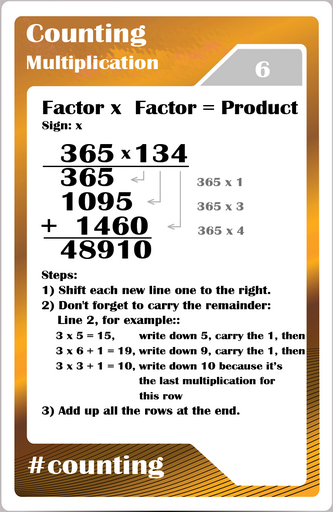 Counting
Multiplication
6
Factor x Factor = Product
Sign: x
365 x 134
365
1095
+ 1460
48910
365 x 1
365 x 3
365 x 4
Steps:
1) Shift each new line one to the right.
2) Don't forget to carry the remainder:
Line 2, for example::
3 x 5 = 15, write down 5, carry the 1, then
3 x 6 + 1 = 19, write down 9, carry the 1, then
3 x 3 + 1 = 10, write down 10 because it's
the last multiplication for
this row
3) Add up all the rows at the end.
#counting